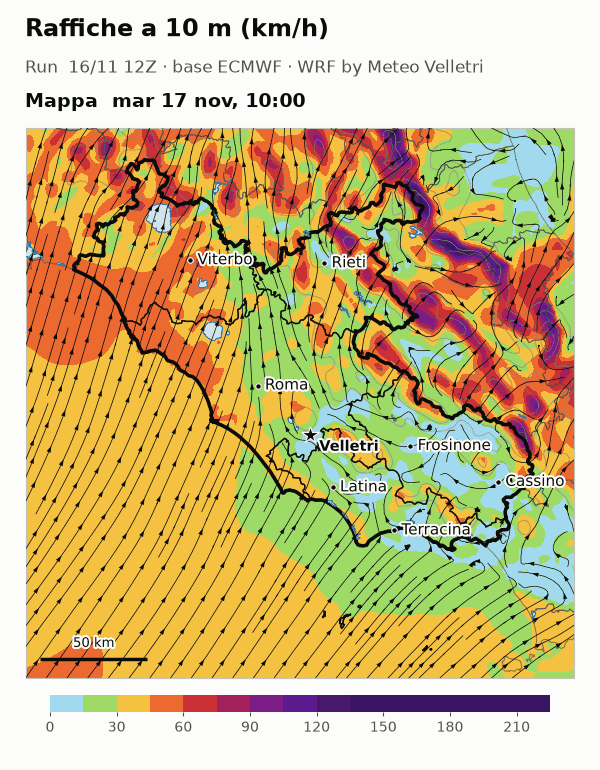 Raffiche a 10 m (km/h)
Run 16/11 12Z · base ECMWF · WRF by Meteo Velletri
Mappa mar 17 nov, 10:00
Viterbo
Rieti
Roma
Velletri
Frosinone
Latina
Cassino
Terracina
50 km
0 30 60 90 120 150 180 210